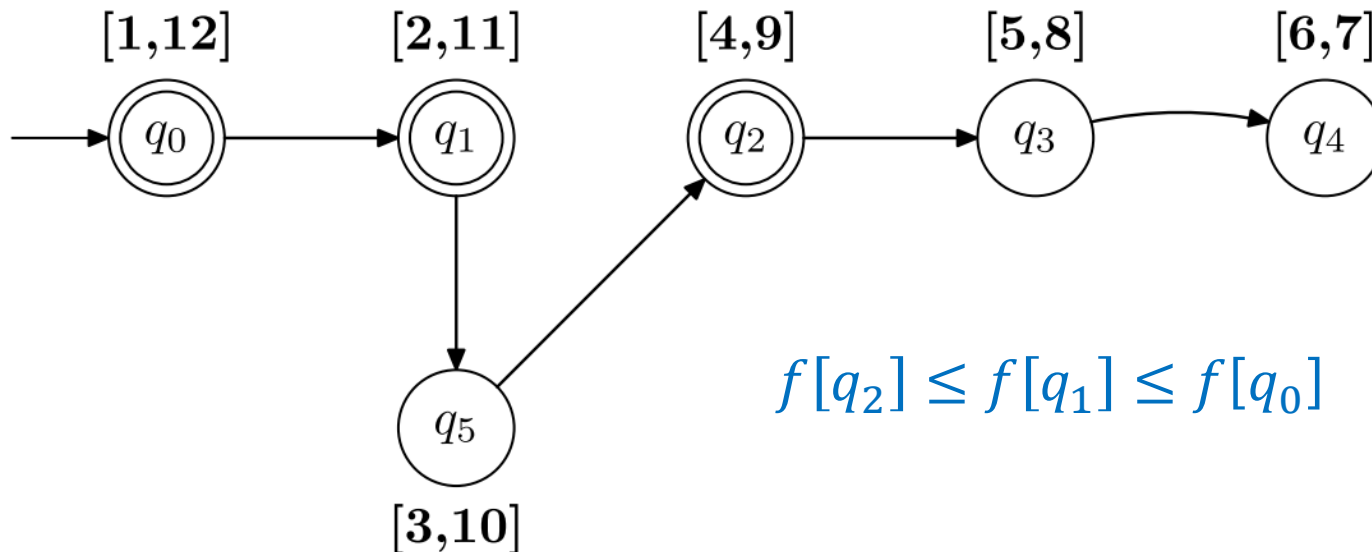 [1,12] [2,11] [4,9] [5,8] [6,7]
q₀ q₁ q₂ q₃ q₄
f[q₂] ≤ f[q₁] ≤ f[q₀]
q₅
[3,10]